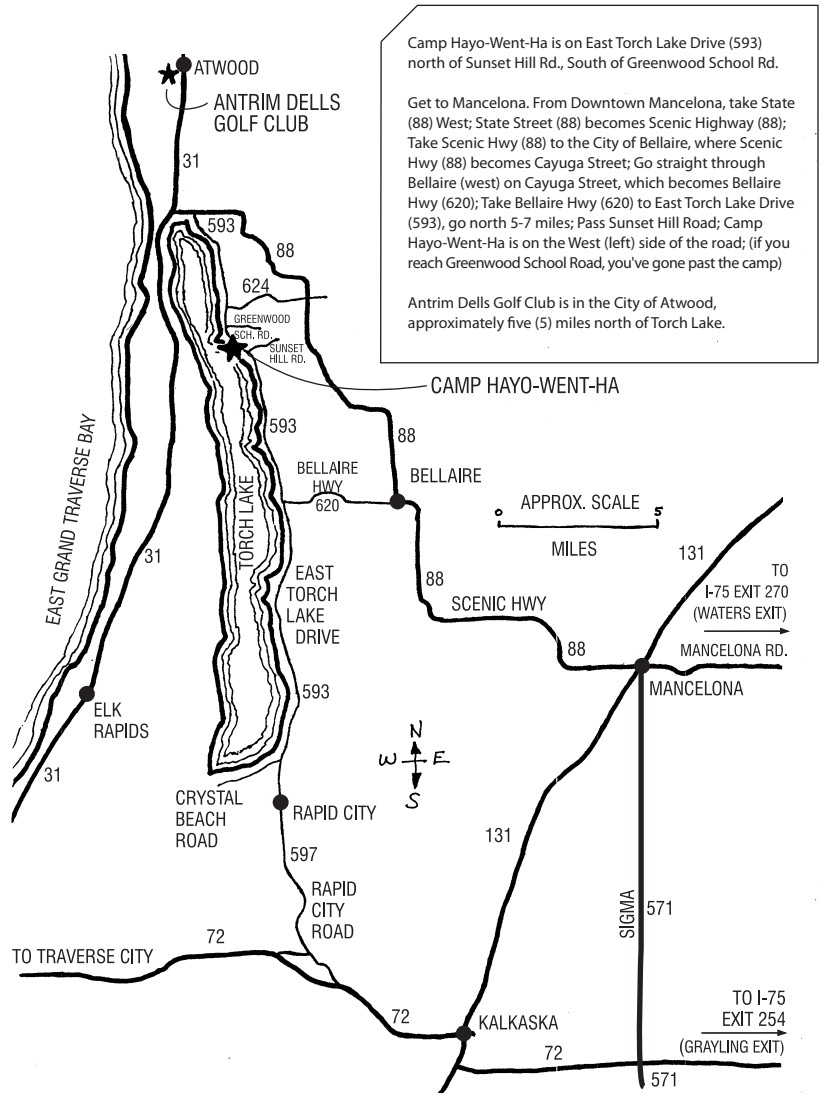 Camp Hayo-Went-Ha is on East Torch Lake Drive (593)
north of Sunset Hill Rd., South of Greenwood School Rd.
Get to Mancelona. From Downtown Mancelona, take State
(88) West; State Street (88) becomes Scenic Highway (88);
Take Scenic Hwy (88) to the City of Bellaire, where Scenic
Hwy (88) becomes Cayuga Street; Go straight through
Bellaire (west) on Cayuga Street, which becomes Bellaire
Hwy (620); Take Bellaire Hwy (620) to East Torch Lake Drive
(593), go north 5-7 miles; Pass Sunset Hill Road; Camp
Hayo-Went-Ha is on the West (left) side of the road; (if you
reach Greenwood School Road, you've gone past the camp)
Antrim Dells Golf Club is in the City of Atwood,
approximately five (5) miles north of Torch Lake.
ATWOOD
ANTRIM DELLS
GOLF CLUB
31
593
88
624
GREENWOOD
SCH. RD.
SUNSET
HILL RD.
CAMP HAYO-WENT-HA
593
88
EAST GRAND TRAVERSE BAY
TORCH LAKE
BELLAIRE
HWY
620
BELLAIRE
0 APPROX. SCALE 5
MILES
31
EAST
TORCH
LAKE
DRIVE
88
SCENIC HWY
131
TO
I-75 EXIT 270
(WATERS EXIT)
88
MANCELONA RD.
MANCELONA
593
ELK
RAPIDS
31
N
W E
S
CRYSTAL
BEACH
ROAD
RAPID CITY
597
131
RAPID
CITY
ROAD
SIGMA
571
72
TO TRAVERSE CITY
72
KALKASKA
TO I-75
EXIT 254
(GRAYLING EXIT)
72
571